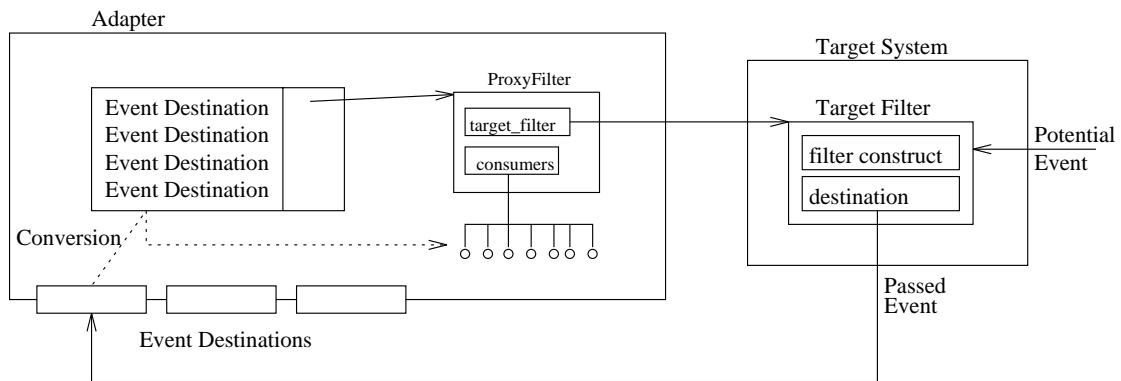 Adapter
Target System
ProxyFilter
Event Destination
Event Destination
Event Destination
Event Destination
target_filter
consumers
Target Filter
filter construct
destination
Potential
Event
Conversion
Passed
Event
Event Destinations